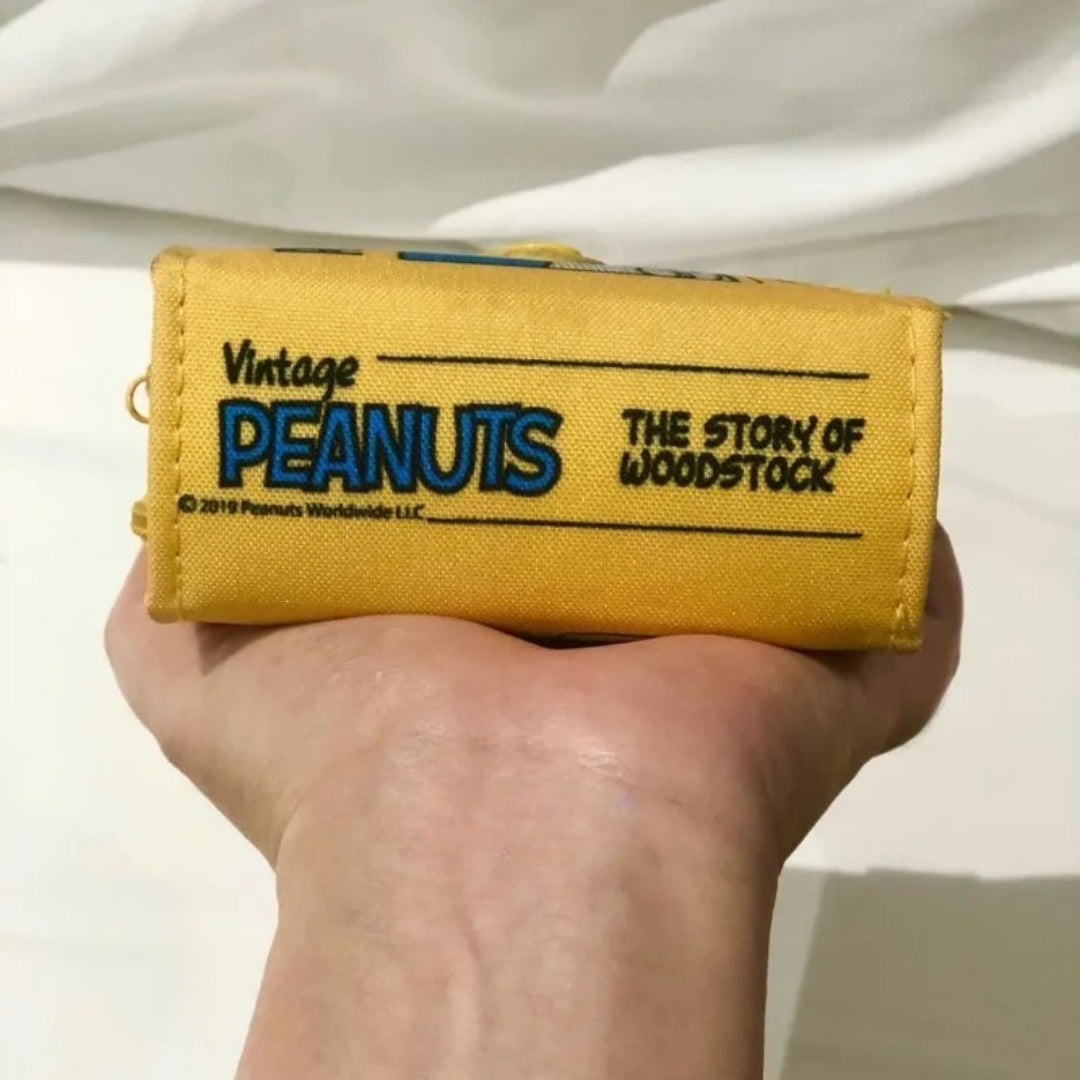 Vintage
PEANUTS
THE STORY OF
WOODSTOCK
© 2019 Peanuts Worldwide LLC